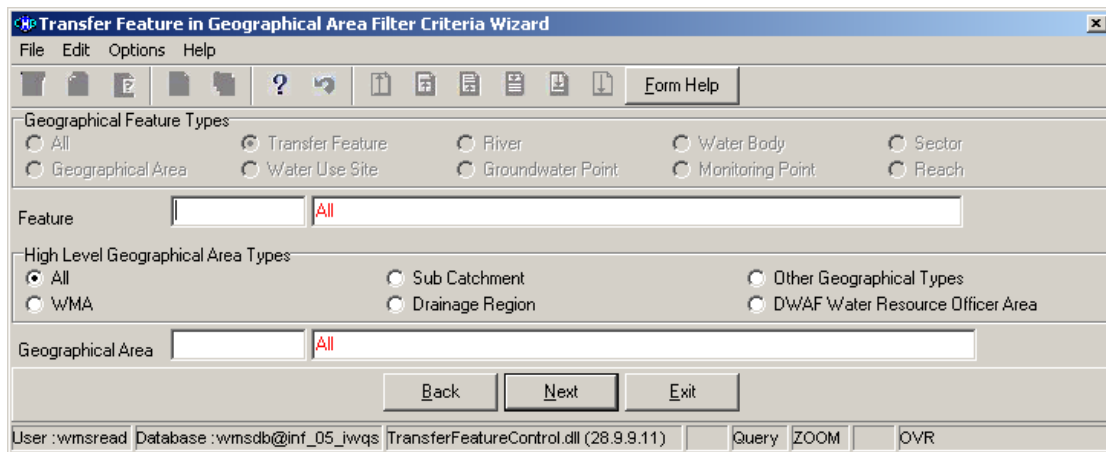 Transfer Feature in Geographical Area Filter Criteria Wizard
File Edit Options Help
? Form Help
Geographical Feature Types
All Transfer Feature River Water Body Sector
Geographical Area Water Use Site Groundwater Point Monitoring Point Reach
Feature All
High Level Geographical Area Types
All Sub Catchment Other Geographical Types
WMA Drainage Region DWAF Water Resource Officer Area
Geographical Area All
Back Next Exit
User :wmsread Database :wmsdb@inf_05_iwqs TransferFeatureControl.dll (28.9.9.11) Query ZOOM OVR